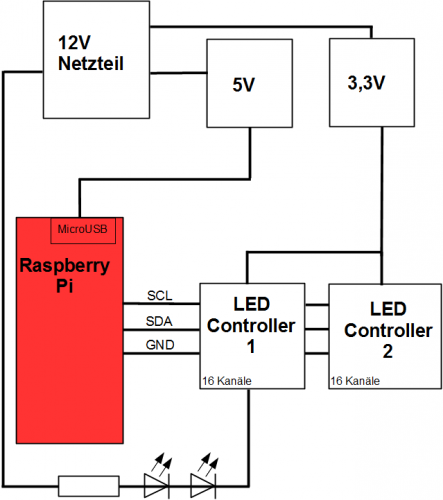 12V
Netzteil
5V
3,3V
MicroUSB
Raspberry
Pi
SCL
SDA
GND
LED
Controller
1
16 Kanäle
LED
Controller
2
16 Kanäle